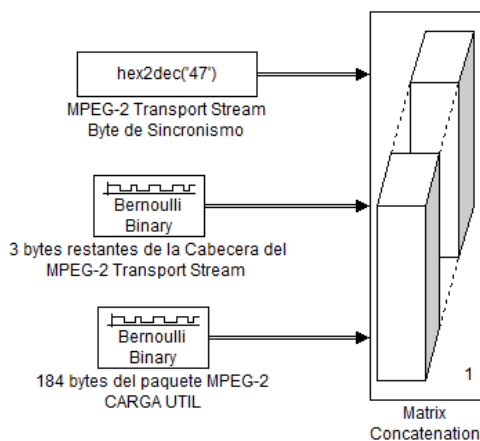 hex2dec('47')
MPEG-2 Transport Stream
Byte de Sincronismo
Bernoulli
Binary
3 bytes restantes de la Cabecera del
MPEG-2 Transport Stream
Bernoulli
Binary
184 bytes del paquete MPEG-2
CARGA UTIL
1
Matrix
Concatenation